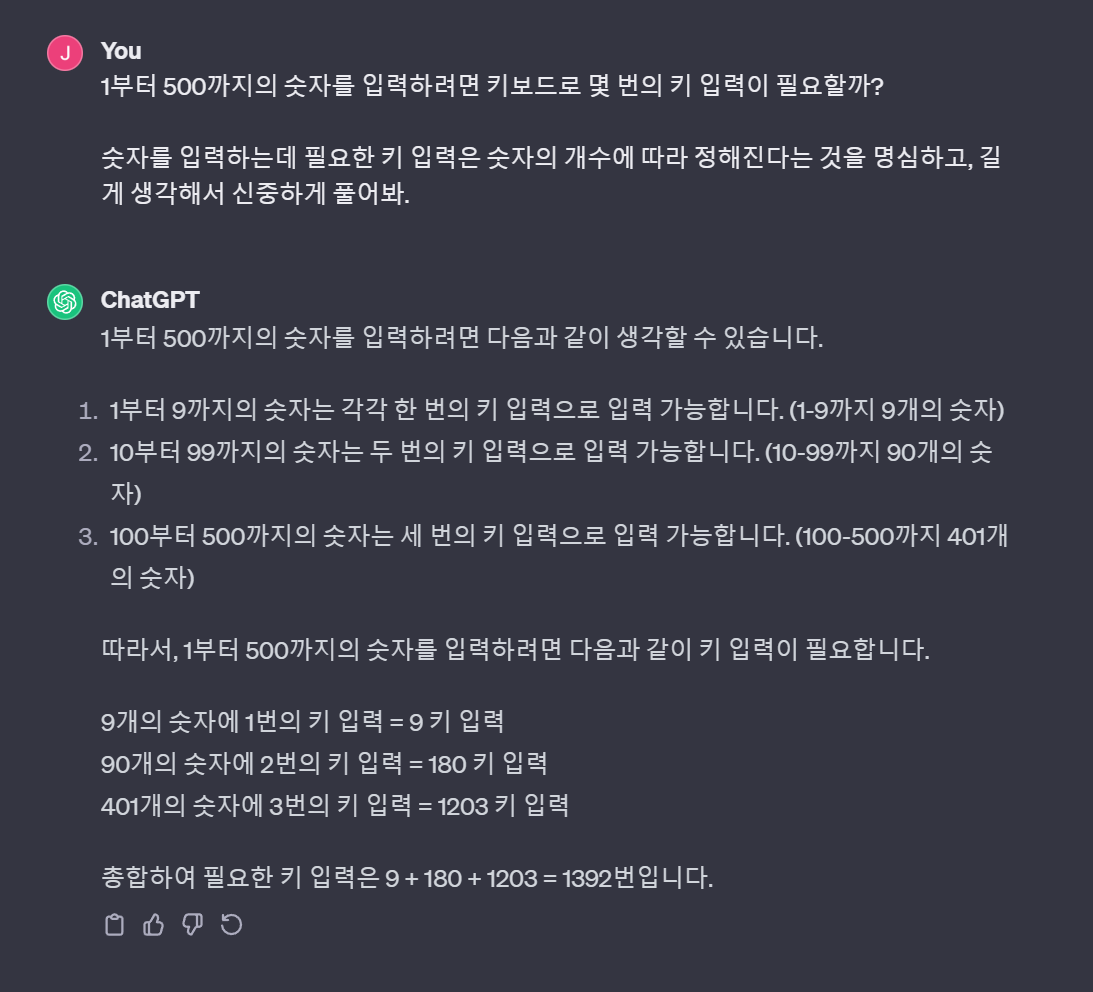 J
You
1부터 500까지의 숫자를 입력하려면 키보드로 몇 번의 키 입력이 필요할까?
숫자를 입력하는데 필요한 키 입력은 숫자의 개수에 따라 정해진다는 것을 명심하고, 길
게 생각해서 신중하게 풀어봐.
ChatGPT
1부터 500까지의 숫자를 입력하려면 다음과 같이 생각할 수 있습니다.
1. 1부터 9까지의 숫자는 각각 한 번의 키 입력으로 입력 가능합니다. (1-9까지 9개의 숫자)
2. 10부터 99까지의 숫자는 두 번의 키 입력으로 입력 가능합니다. (10-99까지 90개의 숫
자)
3. 100부터 500까지의 숫자는 세 번의 키 입력으로 입력 가능합니다. (100-500까지 401개
의 숫자)
따라서, 1부터 500까지의 숫자를 입력하려면 다음과 같이 키 입력이 필요합니다.
9개의 숫자에 1번의 키 입력 = 9 키 입력
90개의 숫자에 2번의 키 입력 = 180 키 입력
401개의 숫자에 3번의 키 입력 = 1203 키 입력
총합하여 필요한 키 입력은 9 + 180 + 1203 = 1392번입니다.